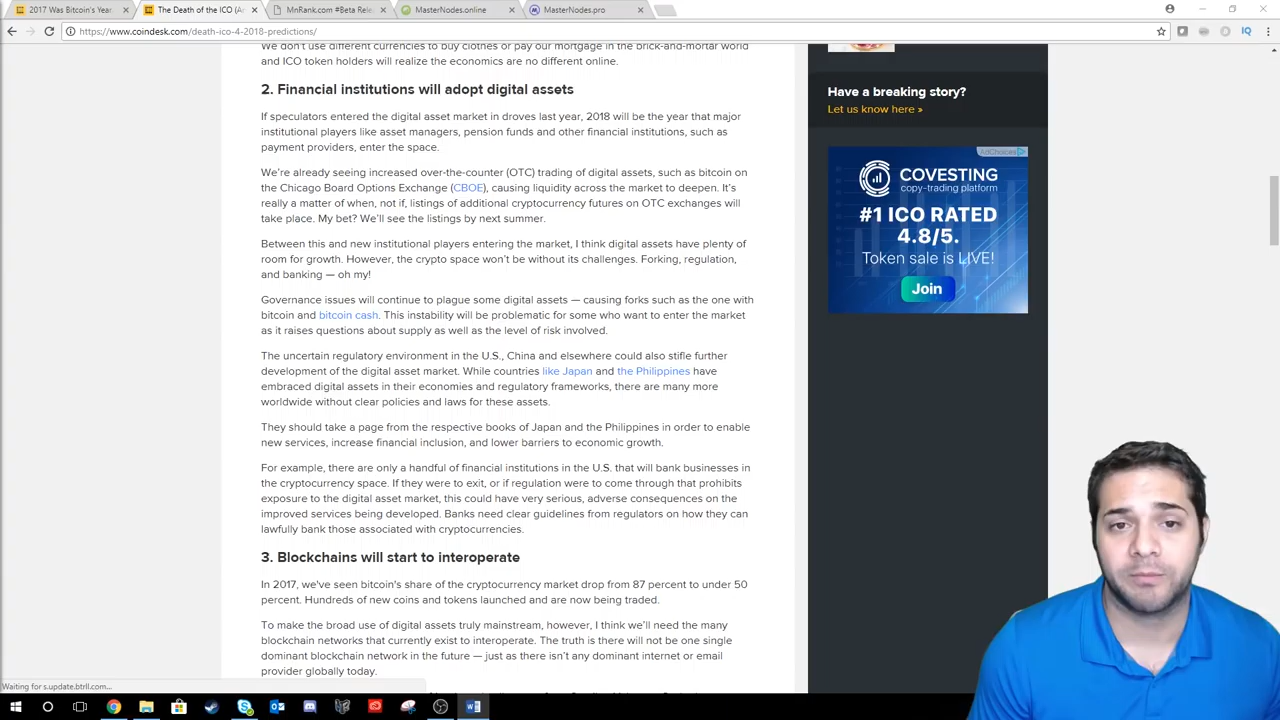 2017 Was Bitcoin's Year.
The Death of the ICO (An
MnRank.com #Beta Rele
MasterNodes.online
MasterNodes.pro
https://www.coindesk.com/death-ico-4-2018-predictions/
We don't use different currencies to buy clothes or pay our mortgage in the brick-and-mortar world
and ICO token holders will realize the economics are no different online.
2. Financial institutions will adopt digital assets
If speculators entered the digital asset market in droves last year, 2018 will be the year that major
institutional players like asset managers, pension funds and other financial institutions, such as
payment providers, enter the space.
We're already seeing increased over-the-counter (OTC) trading of digital assets, such as bitcoin on
the Chicago Board Options Exchange (CBOE), causing liquidity across the market to deepen. It's
really a matter of when, not if, listings of additional cryptocurrency futures on OTC exchanges will
take place. My bet? We'll see the listings by next summer.
Between this and new institutional players entering the market, I think digital assets have plenty of
room for growth. However, the crypto space won't be without its challenges. Forking, regulation,
and banking — oh my!
Governance issues will continue to plague some digital assets — causing forks such as the one with
bitcoin and bitcoin cash. This instability will be problematic for some who want to enter the market
as it raises questions about supply as well as the level of risk involved.
The uncertain regulatory environment in the U.S., China and elsewhere could also stifle further
development of the digital asset market. While countries like Japan and the Philippines have
embraced digital assets in their economies and regulatory frameworks, there are many more
worldwide without clear policies and laws for these assets.
They should take a page from the respective books of Japan and the Philippines in order to enable
new services, increase financial inclusion, and lower barriers to economic growth.
For example, there are only a handful of financial institutions in the U.S. that will bank businesses in
the cryptocurrency space. If they were to exit, or if regulation were to come through that prohibits
exposure to the digital asset market, this could have very serious, adverse consequences on the
improved services being developed. Banks need clear guidelines from regulators on how they can
lawfully bank those associated with cryptocurrencies.
3. Blockchains will start to interoperate
In 2017, we've seen bitcoin's share of the cryptocurrency market drop from 87 percent to under 50
percent. Hundreds of new coins and tokens launched and are now being traded.
To make the broad use of digital assets truly mainstream, however, I think we'll need the many
blockchain networks that currently exist to interoperate. The truth is there will not be one single
dominant blockchain network in the future — just as there isn't any dominant internet or email
provider globally today.
Waiting for s.update.btrll.com...
Have a breaking story?
Let us know here »
AdChoices
COVESTING
copy-trading platform
#1 ICO RATED
4.8/5.
Token sale is LIVE!
Join